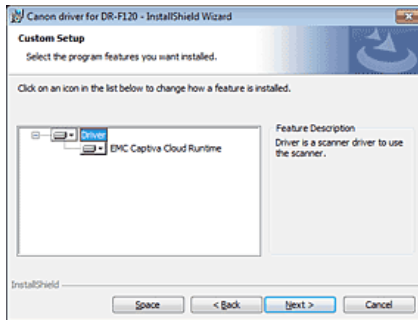 Canon driver for DR-F120 - InstallShield Wizard
Custom Setup
Select the program features you want installed.
Click on an icon in the list below to change how a feature is installed.
Driver
EMC Captiva Cloud Runtime
Feature Description
Driver is a scanner driver to use
the scanner.
InstallShield
Space
< Back
Next >
Cancel